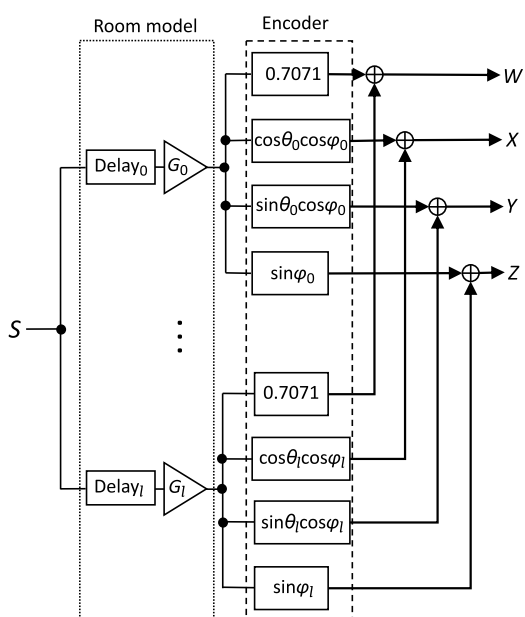 Room model
Encoder
0.7071
W
cosθ₀cosφ₀
X
Delay₀
G₀
sinθ₀cosφ₀
Y
sinφ₀
Z
S
0.7071
cosθₗcosφₗ
Delayₗ
Gₗ
sinθₗcosφₗ
sinφₗ